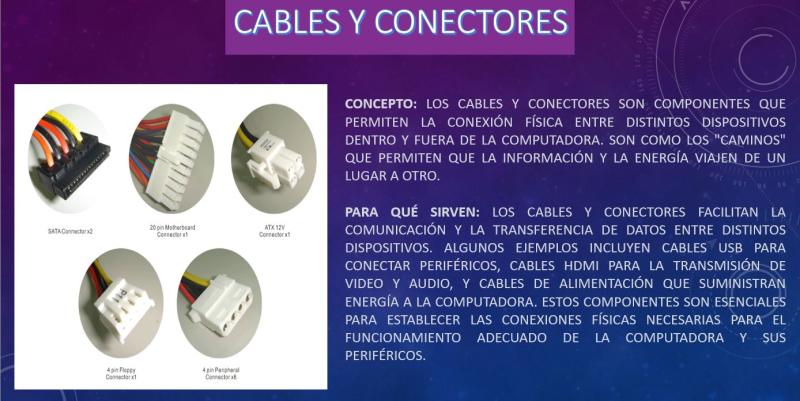 CABLES Y CONECTORES
SATA Connector x2
20 pin Motherboard
Connector x1
ATX 12V
Connector x1
4 pin Floppy
Connector x1
4 pin Peripheral
Connector x6
CONCEPTO: LOS CABLES Y CONECTORES SON COMPONENTES QUE
PERMITEN LA CONEXIÓN FÍSICA ENTRE DISTINTOS DISPOSITIVOS
DENTRO Y FUERA DE LA COMPUTADORA. SON COMO LOS "CAMINOS"
QUE PERMITEN QUE LA INFORMACIÓN Y LA ENERGÍA VIAJEN DE UN
LUGAR A OTRO.
PARA QUÉ SIRVEN: LOS CABLES Y CONECTORES FACILITAN LA
COMUNICACIÓN Y LA TRANSFERENCIA DE DATOS ENTRE DISTINTOS
DISPOSITIVOS. ALGUNOS EJEMPLOS INCLUYEN CABLES USB PARA
CONECTAR PERIFÉRICOS, CABLES HDMI PARA LA TRANSMISIÓN DE
VIDEO Y AUDIO, Y CABLES DE ALIMENTACIÓN QUE SUMINISTRAN
ENERGÍA A LA COMPUTADORA. ESTOS COMPONENTES SON ESENCIALES
PARA ESTABLECER LAS CONEXIONES FÍSICAS NECESARIAS PARA EL
FUNCIONAMIENTO ADECUADO DE LA COMPUTADORA Y SUS
PERIFÉRICOS.